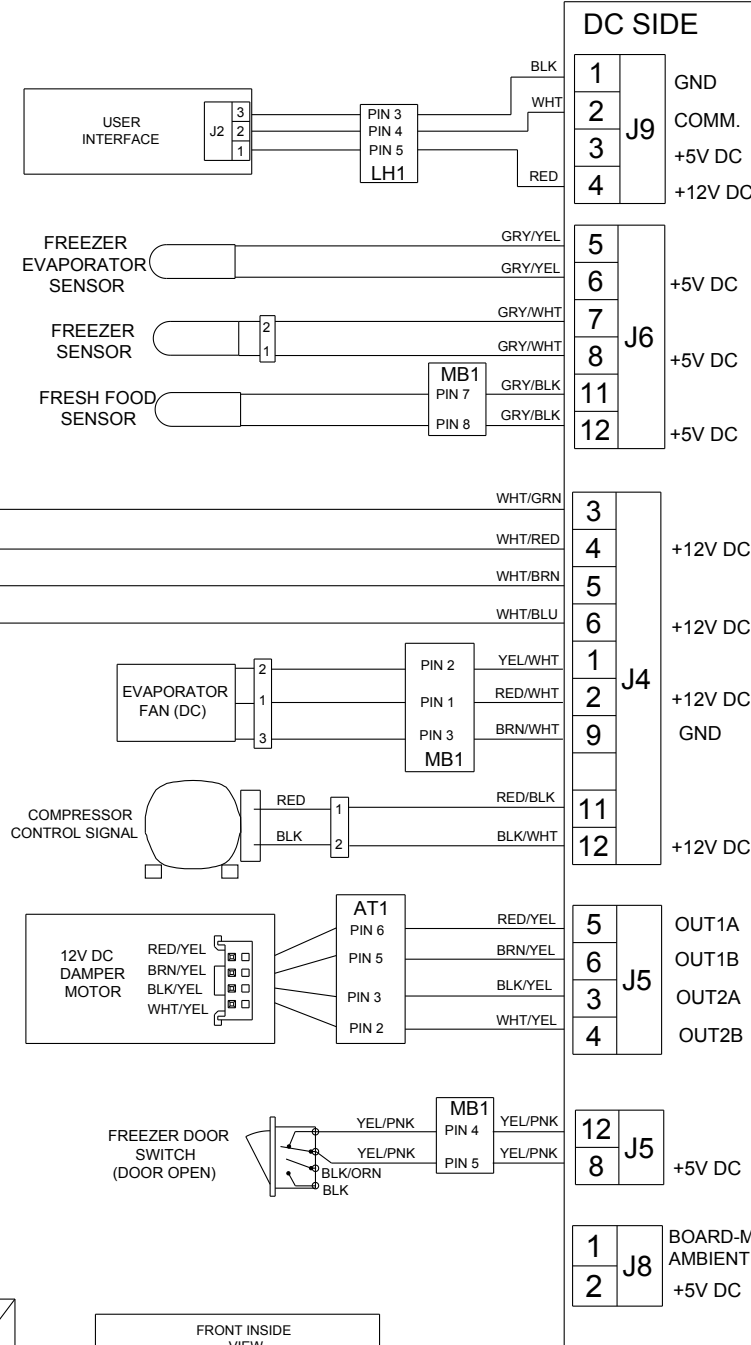 DC SIDE
BLK
1
GND
USER
INTERFACE
J2
3
2
1
PIN 3
PIN 4
PIN 5
LH1
WHT
2
COMM.
J9
3
+5V DC
RED
4
+12V DC
FREEZER
EVAPORATOR
SENSOR
GRY/YEL
5
GRY/YEL
6
+5V DC
FREEZER
SENSOR
2
1
GRY/WHT
7
J6
GRY/WHT
8
+5V DC
FRESH FOOD
SENSOR
MB1
PIN 7
PIN 8
GRY/BLK
11
GRY/BLK
12
+5V DC
WHT/GRN
3
WHT/RED
4
+12V DC
WHT/BRN
5
WHT/BLU
6
+12V DC
EVAPORATOR
FAN (DC)
2
1
3
PIN 2
PIN 1
PIN 3
MB1
YEL/WHT
1
J4
RED/WHT
2
+12V DC
BRN/WHT
9
GND
COMPRESSOR
CONTROL SIGNAL
RED
BLK
1
2
RED/BLK
11
BLK/WHT
12
+12V DC
12V DC
DAMPER
MOTOR
RED/YEL
BRN/YEL
BLK/YEL
WHT/YEL
AT1
PIN 6
PIN 5
PIN 3
PIN 2
RED/YEL
5
OUT1A
BRN/YEL
6
OUT1B
J5
BLK/YEL
3
OUT2A
WHT/YEL
4
OUT2B
FREEZER DOOR
SWITCH
(DOOR OPEN)
YEL/PNK
YEL/PNK
BLK/ORN
BLK
MB1
PIN 4
PIN 5
YEL/PNK
12
J5
YEL/PNK
8
+5V DC
1
BOARD-M
AMBIENT
J8
2
+5V DC
FRONT INSIDE
VIEW